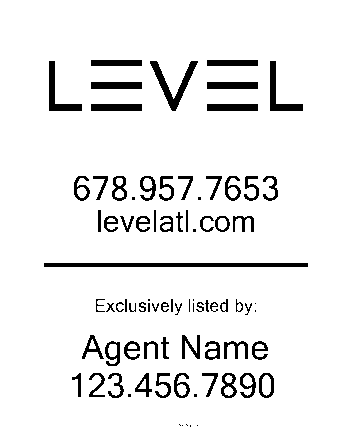 LEVEL
678.957.7653
levelatl.com
Exclusively listed by:
Agent Name
123.456.7890